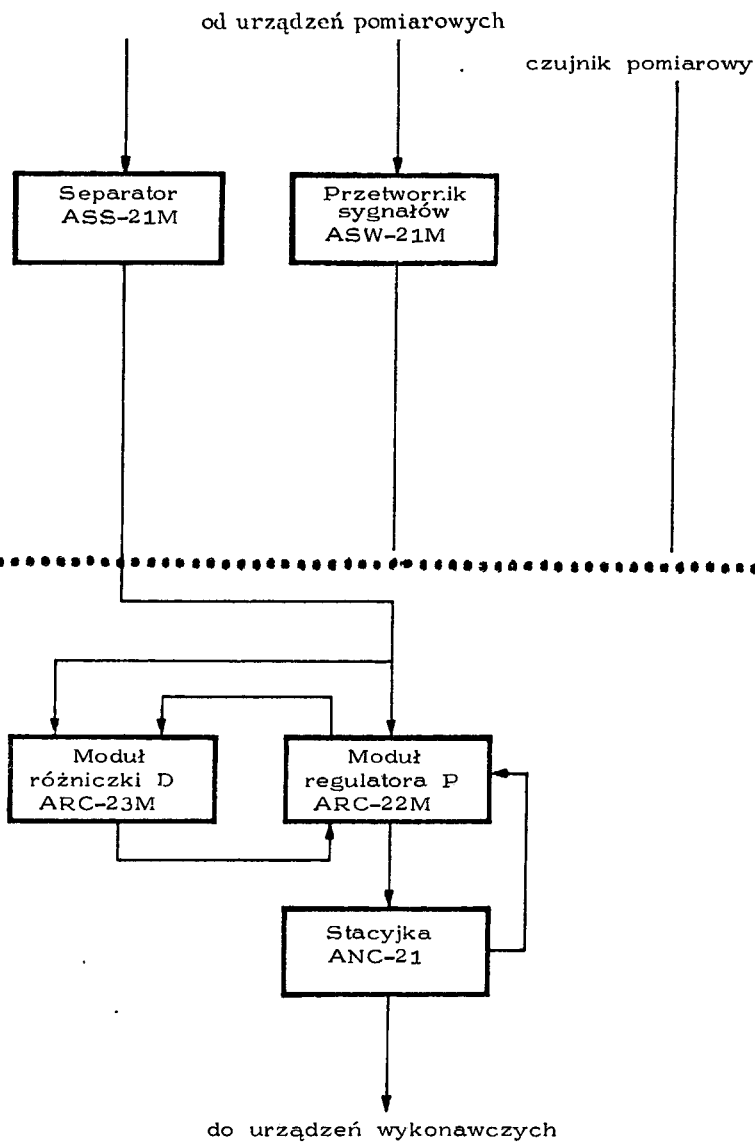 od urządzeń pomiarowych
czujnik pomiarowy
Separator
ASS-21M
Przetwornik
sygnałów
ASW-21M
Moduł
różniczki D
ARC-23M
Moduł
regulatora P
ARC-22M
Stacyjka
ANC-21
do urządzeń wykonawczych